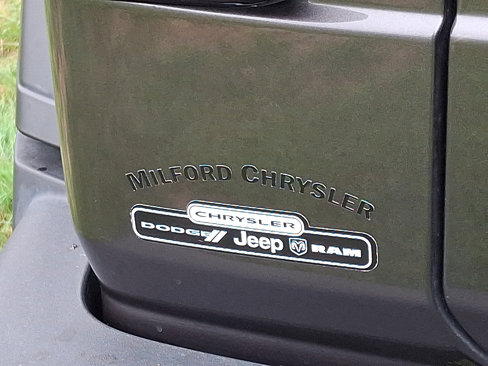 MILFORD CHRYSLER
CHRYSLER
DODGE Jeep RAM